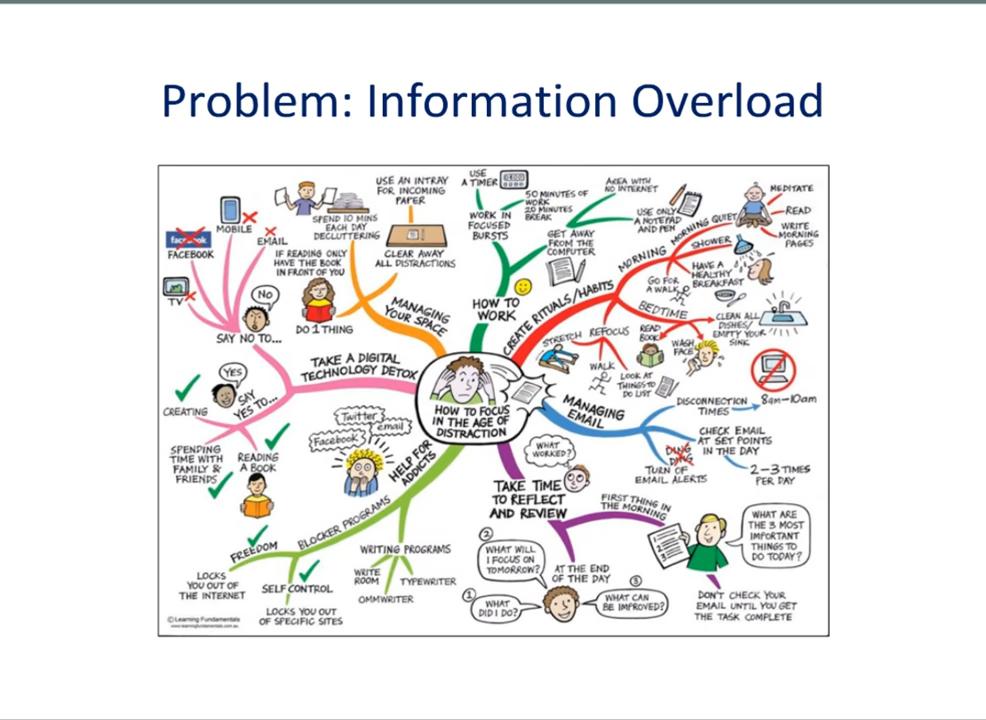 Problem: Information Overload
USE AN INTRAY
FOR INCOMING
PAPER
SPEND 10 MINS
EACH DAY
DECLUTTERING
CLEAR AWAY
ALL DISTRACTIONS
IF READING ONLY
HAVE THE BOOK
IN FRONT OF YOU
DO 1 THING
MANAGING
YOUR SPACE
MOBILE
EMAIL
facebook
FACEBOOK
TV
NO
SAY NO TO...
TAKE A DIGITAL
TECHNOLOGY DETOX
YES
SAY
YES TO...
CREATING
SPENDING
TIME WITH
FAMILY &
FRIENDS
READING
A BOOK
USE
A TIMER
50 MINUTES OF
WORK
20 MINUTES
BREAK
WORK IN
FOCUSED
BURSTS
AREA WITH
NO INTERNET
USE ONLY
A NOTEPAD
AND PEN
GET AWAY
FROM THE
COMPUTER
HOW TO
WORK
CREATE RITUALS/HABITS
MORNING
MORNING QUIET
MEDITATE
READ
WRITE
MORNING
PAGES
SHOWER
HAVE A
HEALTHY
BREAKFAST
GO FOR
A WALK
BEDTIME
CLEAN ALL
DISHES/
EMPTY YOUR
SINK
READ
BOOK
WASH
FACE
STRETCH
REFOCUS
WALK
LOOK AT
THINGS TO
DO LIST
HOW TO FOCUS
IN THE AGE OF
DISTRACTION
MANAGING
EMAIL
DISCONNECTION
TIMES
8am-10am
CHECK EMAIL
AT SET POINTS
IN THE DAY
2-3 TIMES
PER DAY
DING
DING
TURN OF
EMAIL ALERTS
Twitter
email
Facebook
HELP FOR
ADDICTS
BLOCKER PROGRAMS
FREEDOM
LOCKS
YOU OUT OF
THE INTERNET
SELF CONTROL
LOCKS YOU OUT
OF SPECIFIC SITES
WRITING PROGRAMS
WRITE
ROOM
OMMWRITER
TYPEWRITER
WHAT
WORKED?
TAKE TIME
TO REFLECT
AND REVIEW
FIRST THING IN
THE MORNING
WHAT ARE
THE 3 MOST
IMPORTANT
THINGS TO
DO TODAY?
DON'T CHECK YOUR
EMAIL UNTIL YOU GET
THE TASK COMPLETE
AT THE END
OF THE DAY
1
WHAT
DID I DO?
2
WHAT WILL
I FOCUS ON
TOMORROW?
3
WHAT CAN
BE IMPROVED?
© Learning Fundamentals
www.learningfundamentals.com.au